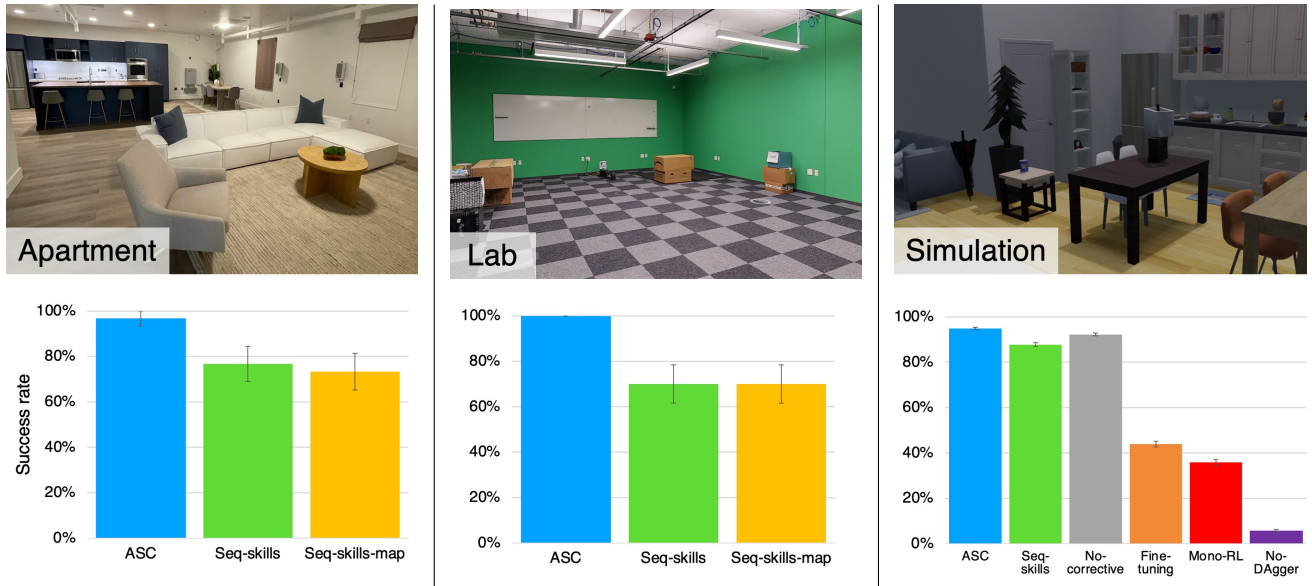 Apartment
Lab
Simulation
Success rate
100%
80%
60%
40%
20%
0%
ASC
Seq-skills
Seq-skills-map
100%
80%
60%
40%
20%
0%
ASC
Seq-skills
Seq-skills-map
100%
80%
60%
40%
20%
0%
ASC
Seq-
skills
No-
corrective
Fine-
tuning
Mono-RL
No-
DAgger